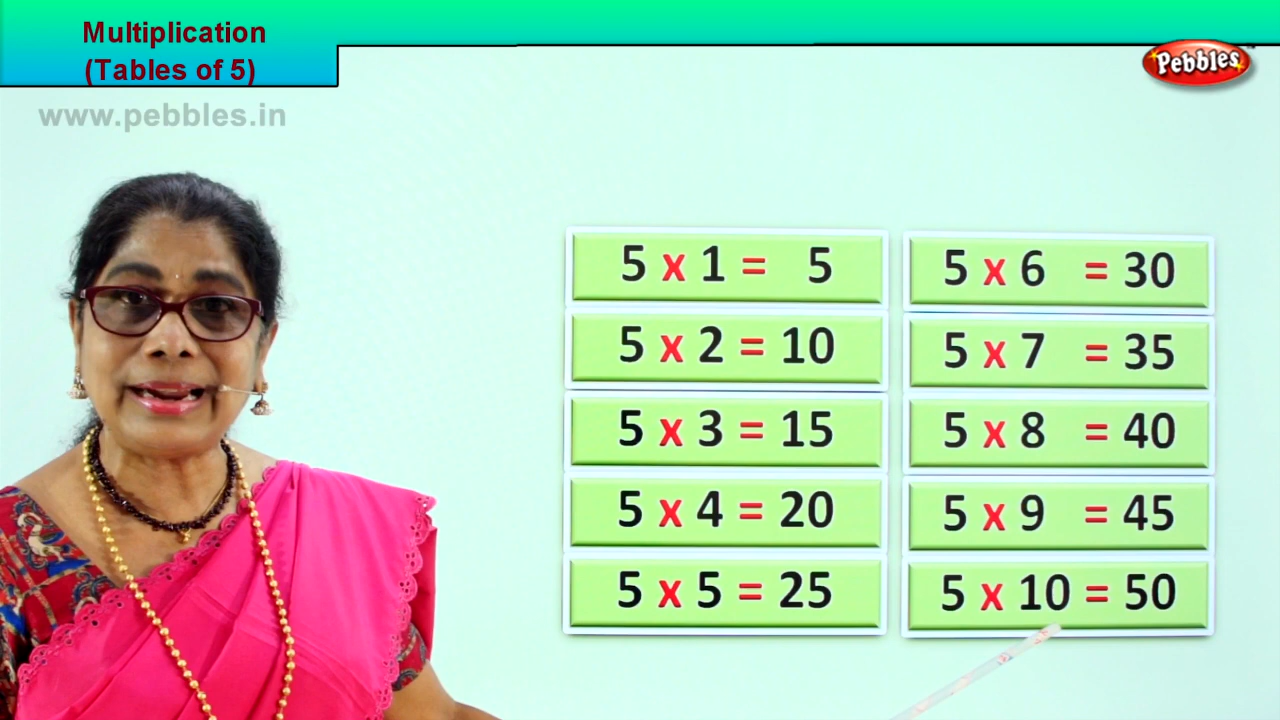 Multiplication
(Tables of 5)
Pebbles
www.pebbles.in
5 x 1 = 5
5 x 2 = 10
5 x 3 = 15
5 x 4 = 20
5 x 5 = 25
5 x 6 = 30
5 x 7 = 35
5 x 8 = 40
5 x 9 = 45
5 x 10 = 50